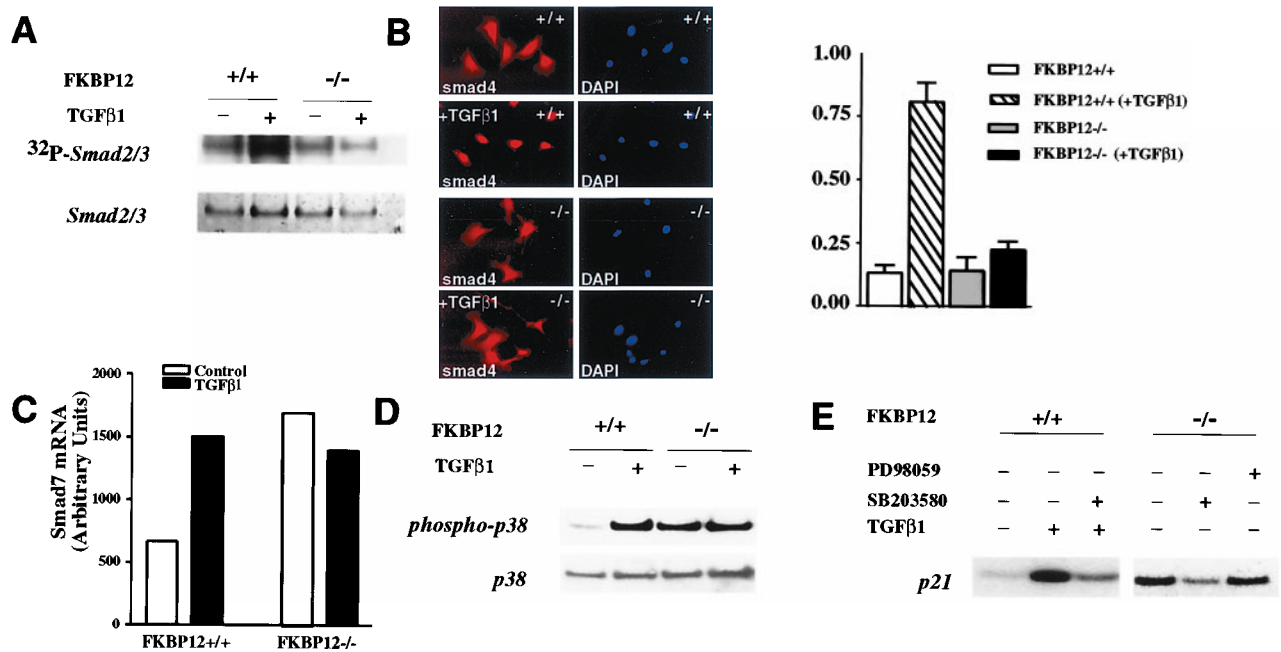 A
FKBP12 +/+ -/-
TGFβ1 − + − +
32P-Smad2/3
Smad2/3
B
+/+ +/+
smad4 DAPI
+TGFβ1 +/+ +/+
smad4 DAPI
-/- -/-
smad4 DAPI
+TGFβ1 -/- -/-
smad4 DAPI
1.00
0.75
0.50
0.25
0.00
FKBP12+/+
FKBP12+/+ (+TGFβ1)
FKBP12-/-
FKBP12-/- (+TGFβ1)
C
Smad7 mRNA
(Arbitrary Units)
2000
1500
1000
500
0
Control
TGFβ1
FKBP12+/+ FKBP12-/-
D
FKBP12 +/+ -/-
TGFβ1 − + − +
phospho-p38
p38
E
FKBP12 +/+ -/-
PD98059 − − − − − +
SB203580 − − + − + −
TGFβ1 − + + − − −
p21